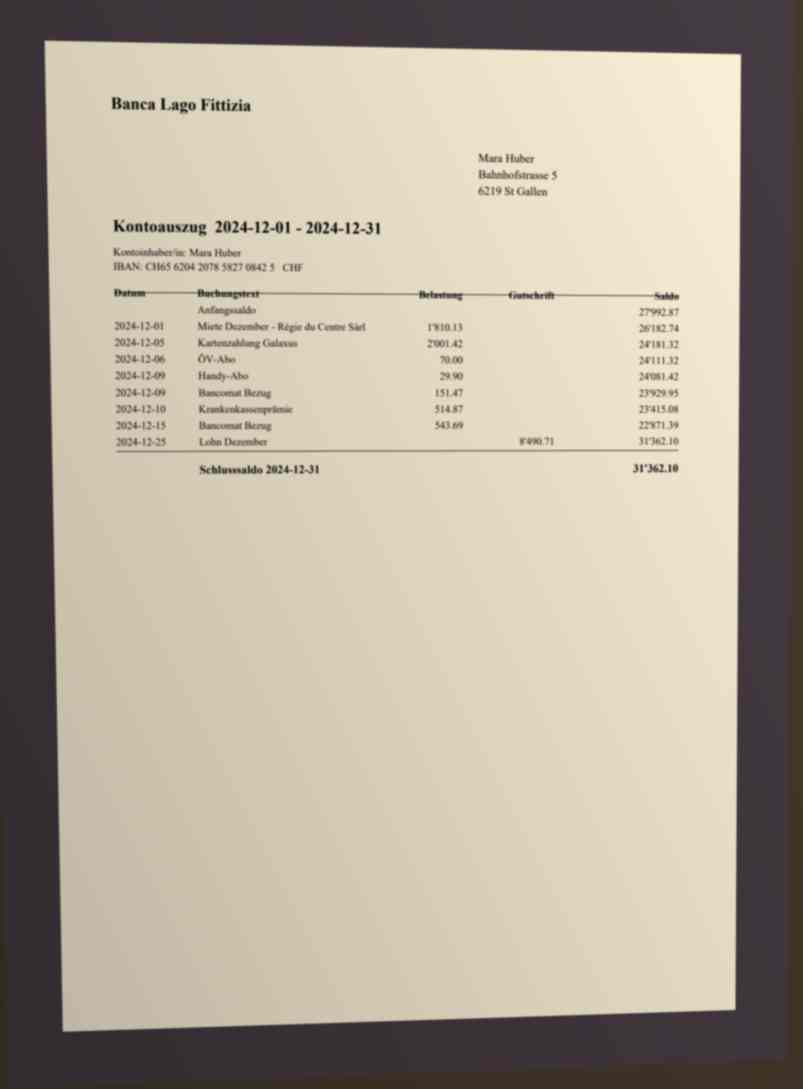 Banca Lago Fittizia
Mara Huber
Bahnhofstrasse 5
6219 St Gallen
Kontoauszug 2024-12-01 - 2024-12-31
Kontoinhaber/in: Mara Huber
IBAN: CH65 6204 2078 5827 0842 5 CHF
Datum Buchungstext Belastung Gutschrift Saldo
Anfangssaldo 27'992.87
2024-12-01 Miete Dezember - Régie du Centre Sàrl 1'810.13 26'182.74
2024-12-05 Kartenzahlung Galaxus 2'001.42 24'181.32
2024-12-06 ÖV-Abo 70.00 24'111.32
2024-12-09 Handy-Abo 29.90 24'081.42
2024-12-09 Bancomat Bezug 151.47 23'929.95
2024-12-10 Krankenkassenprämie 514.87 23'415.08
2024-12-15 Bancomat Bezug 543.69 22'871.39
2024-12-25 Lohn Dezember 8'490.71 31'362.10
Schlusssaldo 2024-12-31 31'362.10